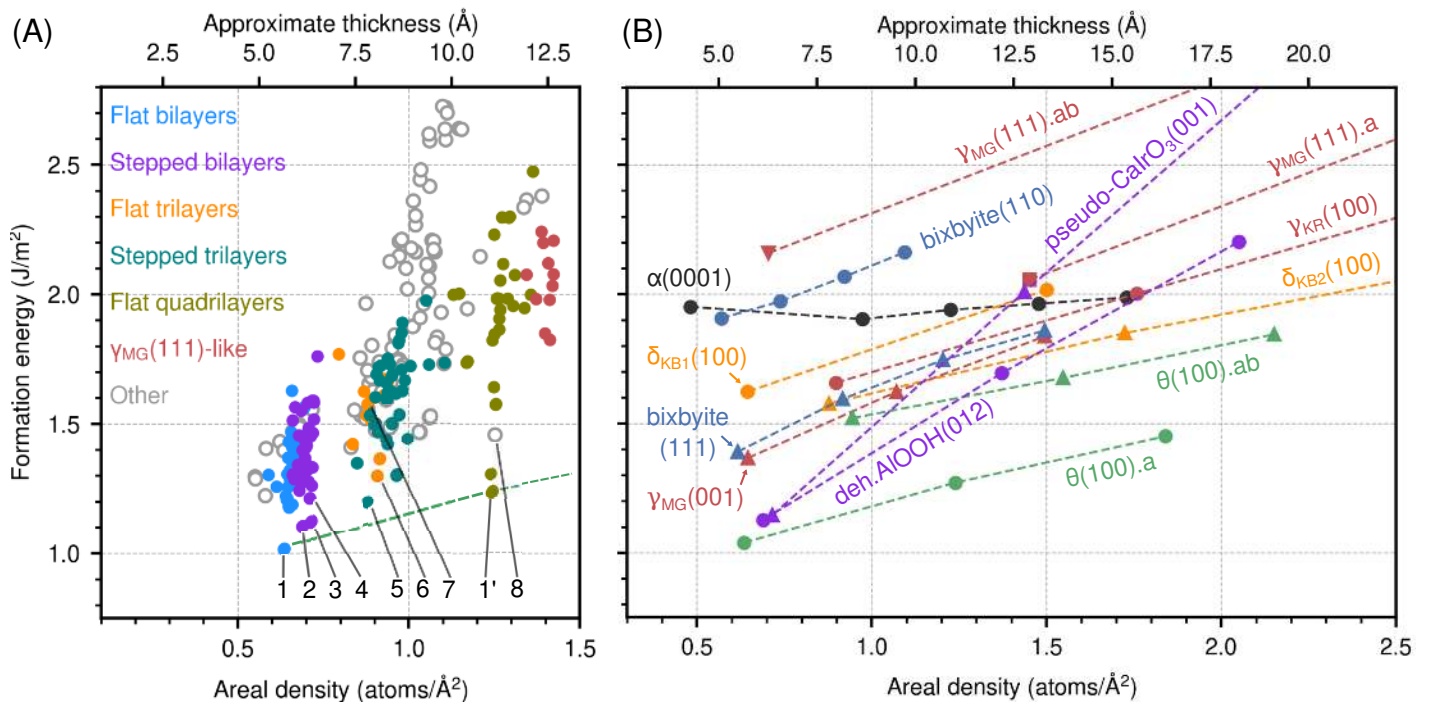 (A)
Approximate thickness (Å)
2.5 5.0 7.5 10.0 12.5
Flat bilayers
Stepped bilayers
Flat trilayers
Stepped trilayers
Flat quadrilayers
γMG(111)-like
Other
Formation energy (J/m²)
2.5
2.0
1.5
1.0
1 2 3 4 5 6 7 1' 8
0.5 1.0 1.5
Areal density (atoms/Å²)
(B)
Approximate thickness (Å)
5.0 7.5 10.0 12.5 15.0 17.5 20.0
γMG(111).ab
pseudo-CaIrO₃(001)
γMG(111).a
bixbyite(110)
γKR(100)
α(0001)
δKB2(100)
δKB1(100)
θ(100).ab
bixbyite
(111)
deh.AlOOH(012)
θ(100).a
γMG(001)
0.5 1.0 1.5 2.0 2.5
Areal density (atoms/Å²)